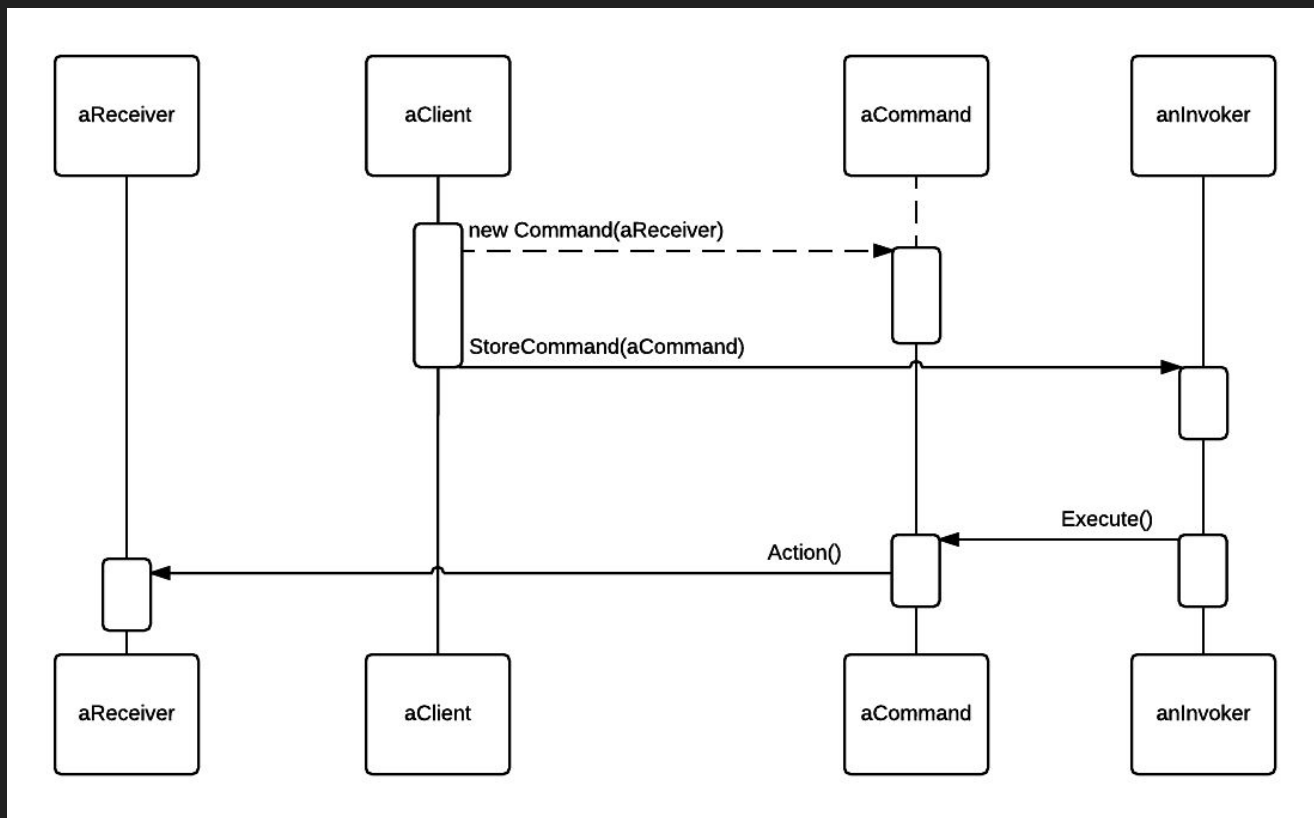 aReceiver
aClient
aCommand
anInvoker
new Command(aReceiver)
StoreCommand(aCommand)
Execute()
Action()
aReceiver
aClient
aCommand
anInvoker